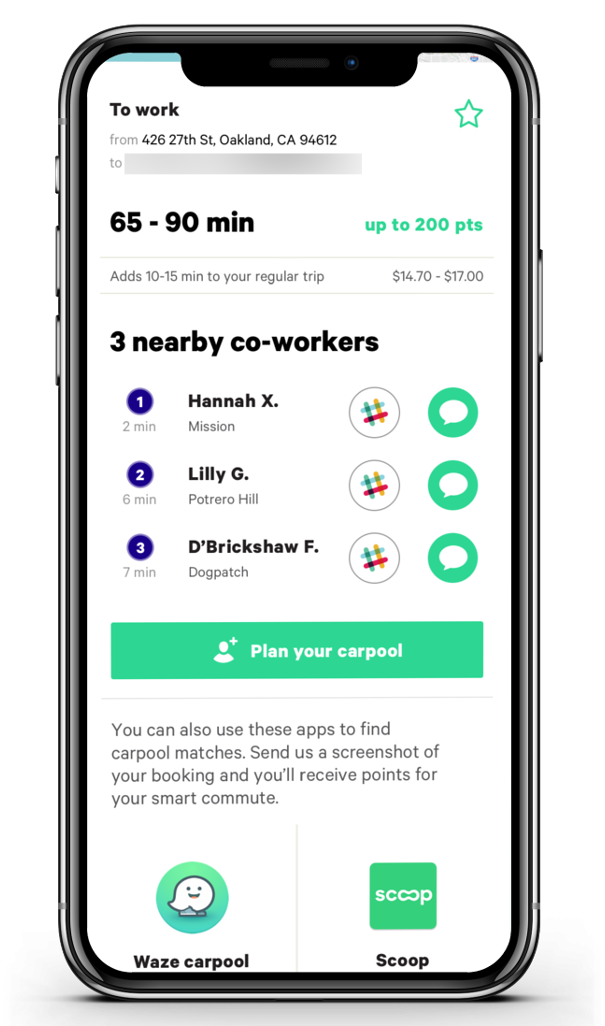 To work
from 426 27th St, Oakland, CA 94612
to
65 - 90 min
up to 200 pts
Adds 10-15 min to your regular trip
$14.70 - $17.00
3 nearby co-workers
1
Hannah X.
2 min
Mission
2
Lilly G.
6 min
Potrero Hill
3
D’Brickshaw F.
7 min
Dogpatch
Plan your carpool
You can also use these apps to find
carpool matches. Send us a screenshot of
your booking and you’ll receive points for
your smart commute.
scoop
Waze carpool
Scoop